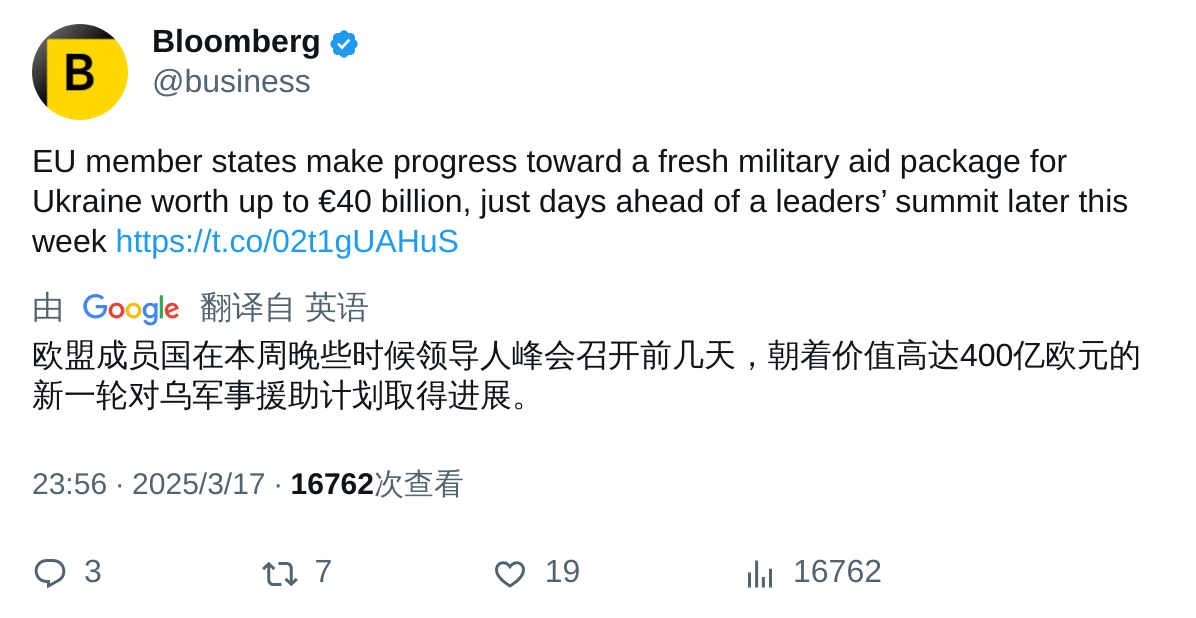 B
Bloomberg
@business
EU member states make progress toward a fresh military aid package for
Ukraine worth up to €40 billion, just days ahead of a leaders’ summit later this
week https://t.co/02t1gUAHuS
由 Google 翻译自 英语
欧盟成员国在本周晚些时候领导人峰会召开前几天，朝着价值高达400亿欧元的
新一轮对乌军事援助计划取得进展。
23:56 · 2025/3/17 · 16762次查看
3 7 19 16762